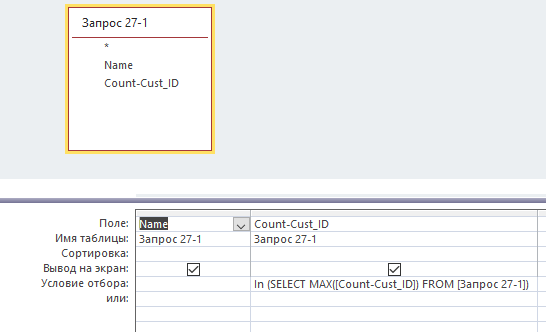 Запрос 27-1
*
Name
Count-Cust_ID
Поле: Name Count-Cust_ID
Имя таблицы: Запрос 27-1 Запрос 27-1
Сортировка:
Вывод на экран:
Условие отбора: In (SELECT MAX([Count-Cust_ID]) FROM [Запрос 27-1])
или: